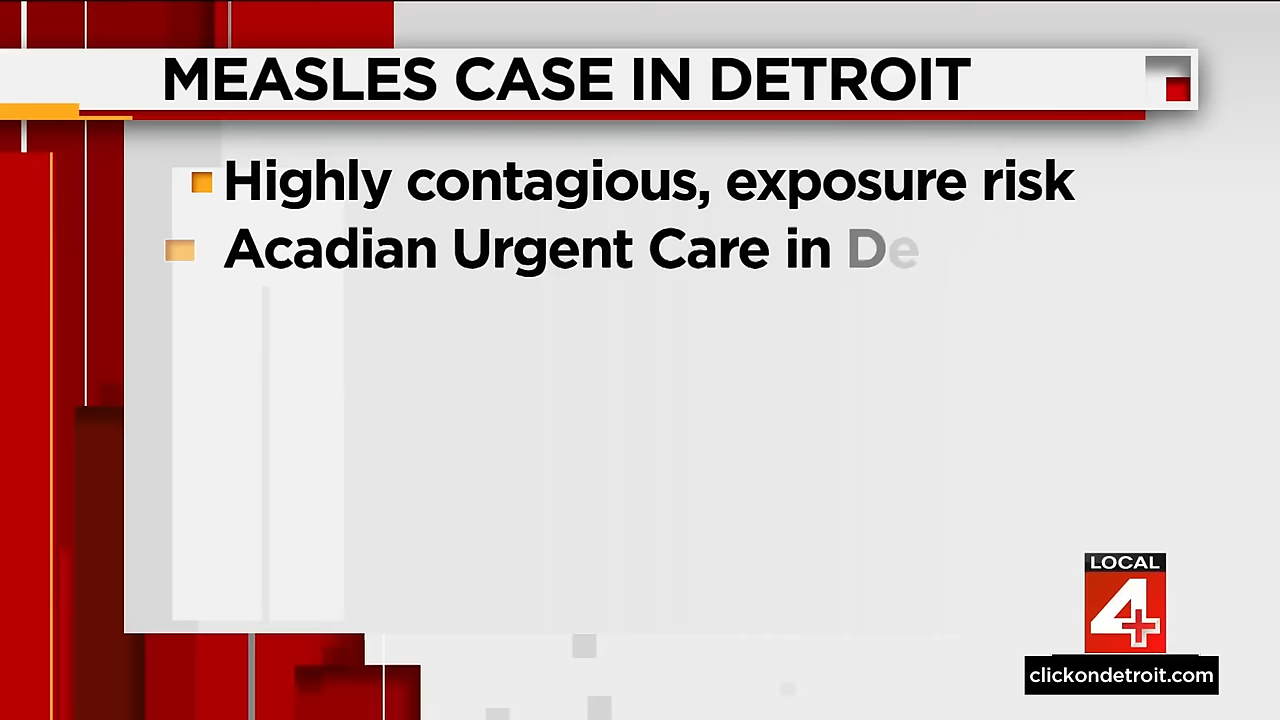 MEASLES CASE IN DETROIT
Highly contagious, exposure risk
Acadian Urgent Care in De
LOCAL
4+
clickondetroit.com